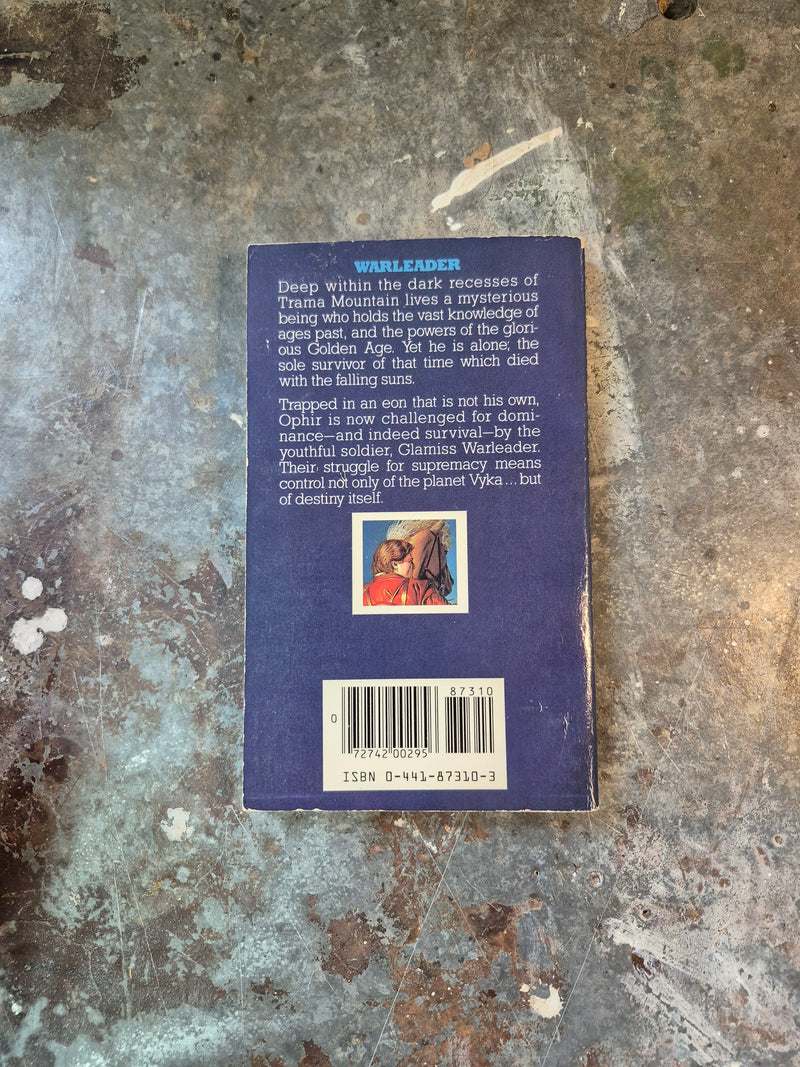 WARLEADER
Deep within the dark recesses of
Trama Mountain lives a mysterious
being who holds the vast knowledge of
ages past, and the powers of the glori-
ous Golden Age. Yet he is alone; the
sole survivor of that time which died
with the falling suns.
Trapped in an eon that is not his own,
Ophir is now challenged for domi-
nance—and indeed survival—by the
youthful soldier, Glamiss Warleader.
Their struggle for supremacy means
control not only of the planet Vyka...but
of destiny itself.
87310
0
72742 00295
ISBN 0-441-87310-3